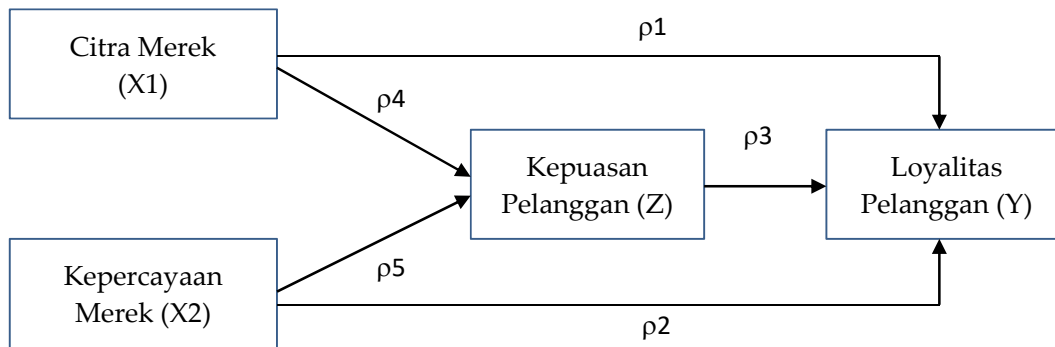 Citra Merek
(X1)
ρ1
ρ4
Kepuasan
Pelanggan (Z)
ρ3
Loyalitas
Pelanggan (Y)
Kepercayaan
Merek (X2)
ρ5
ρ2